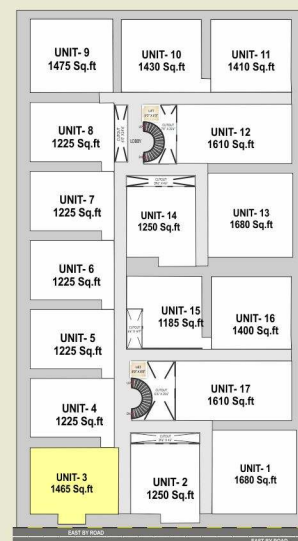 UNIT- 9
1475 Sq.ft
UNIT- 10
1430 Sq.ft
UNIT- 11
1410 Sq.ft
UNIT- 8
1225 Sq.ft
LOBBY
UNIT- 12
1610 Sq.ft
UNIT- 7
1225 Sq.ft
UNIT- 14
1250 Sq.ft
UNIT- 13
1680 Sq.ft
UNIT- 6
1225 Sq.ft
UNIT- 15
1185 Sq.ft
UNIT- 16
1400 Sq.ft
UNIT- 5
1225 Sq.ft
UNIT- 4
1225 Sq.ft
UNIT- 17
1610 Sq.ft
UNIT- 3
1465 Sq.ft
UNIT- 2
1250 Sq.ft
UNIT- 1
1680 Sq.ft
EAST BY ROAD
EAST BY ROAD